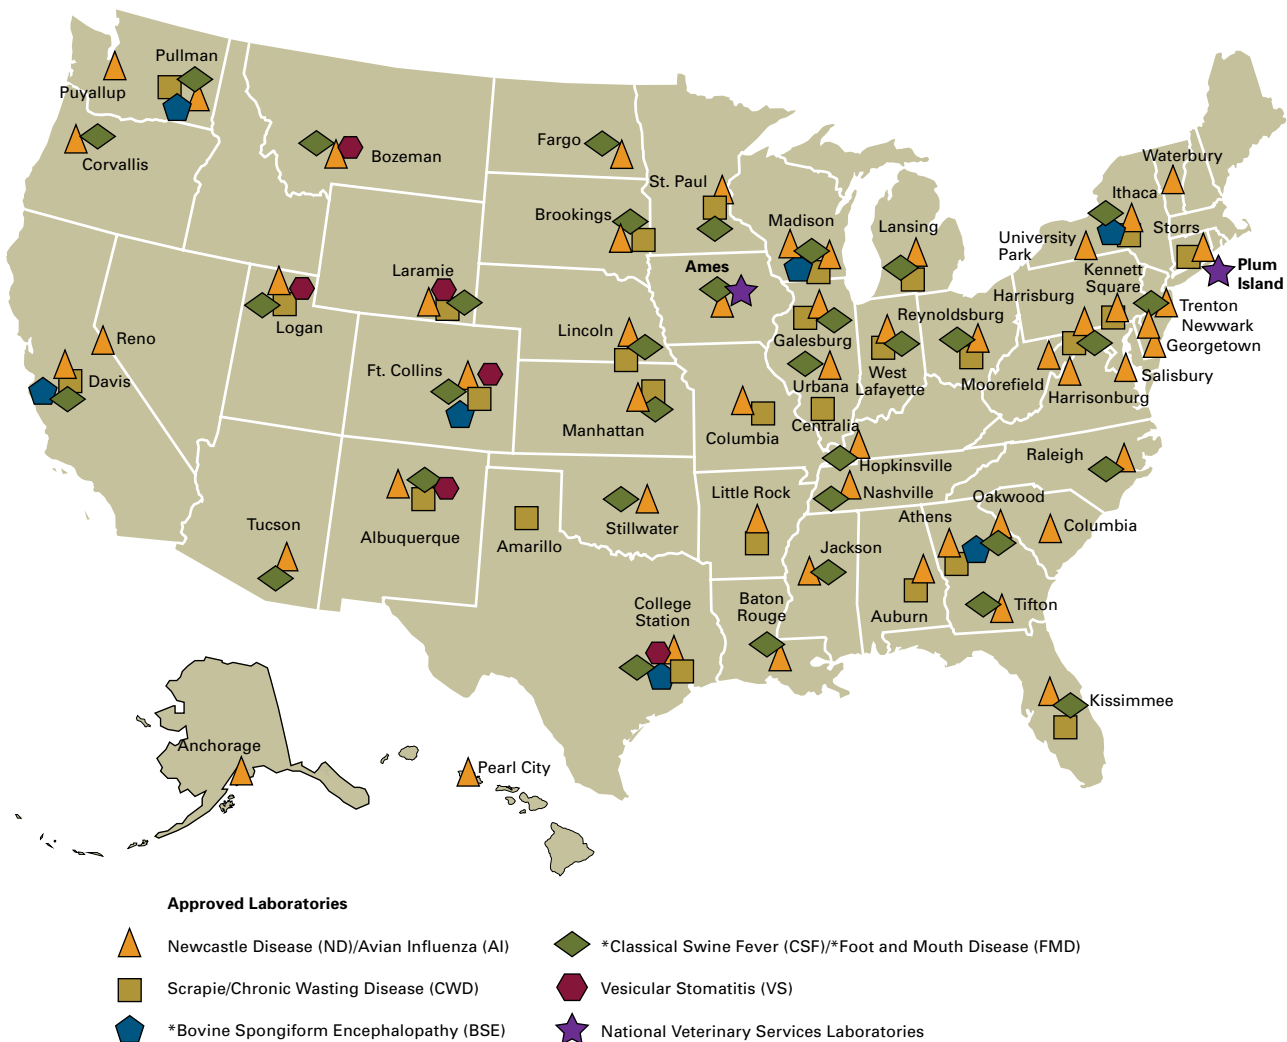 Pullman
Puyallup
Corvallis
Bozeman
Fargo
St. Paul
Brookings
Madison
Lansing
Waterbury
Ithaca
University
Park
Storrs
Plum
Island
Kennett
Square
Harrisburg
Trenton
Newwark
Georgetown
Salisbury
Ames
Laramie
Logan
Reno
Davis
Lincoln
Galesburg
Reynoldsburg
Ft. Collins
Urbana
West
Lafayette
Moorefield
Harrisonburg
Manhattan
Columbia
Centralia
Hopkinsville
Raleigh
Nashville
Oakwood
Little Rock
Athens
Columbia
Tucson
Albuquerque
Amarillo
Stillwater
Jackson
Auburn
Tifton
College
Station
Baton
Rouge
Kissimmee
Anchorage
Pearl City
Approved Laboratories
Newcastle Disease (ND)/Avian Influenza (AI)
*Classical Swine Fever (CSF)/*Foot and Mouth Disease (FMD)
Scrapie/Chronic Wasting Disease (CWD)
Vesicular Stomatitis (VS)
*Bovine Spongiform Encephalopathy (BSE)
National Veterinary Services Laboratories